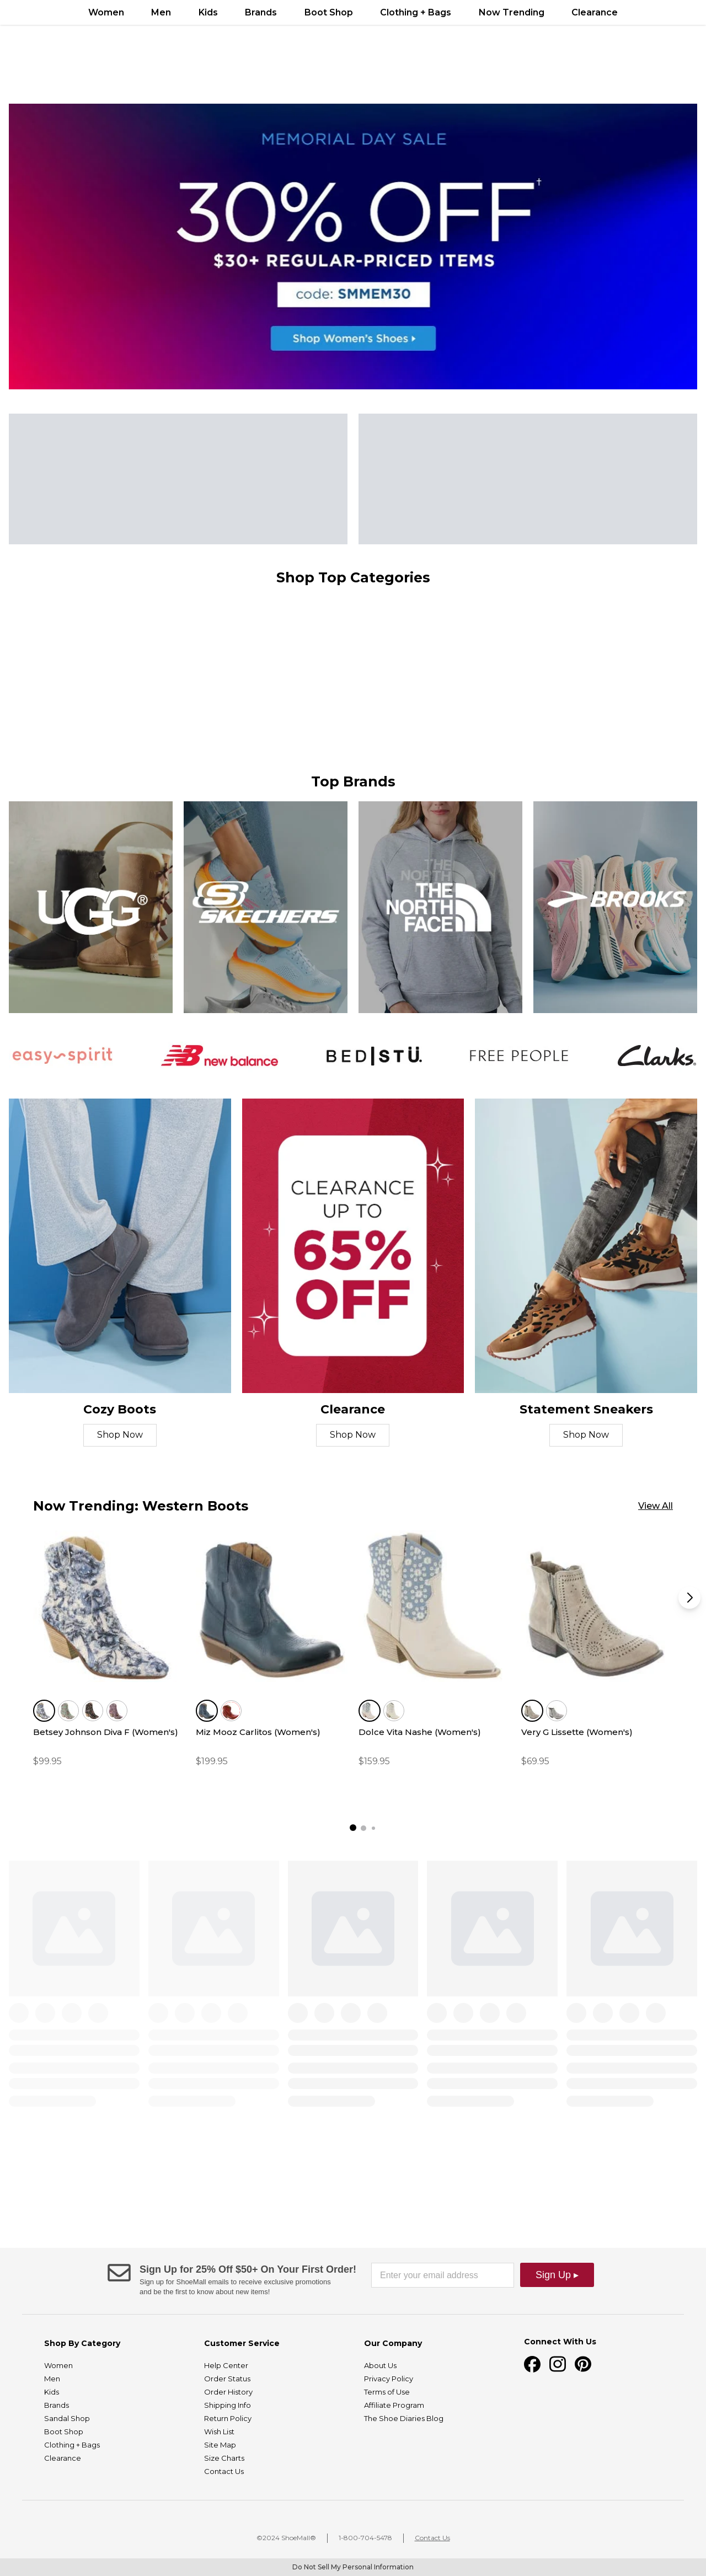 Women Men Kids Brands Boot Shop Clothing + Bags Now Trending Clearance
MEMORIAL DAY SALE
30% OFF†
$30+ REGULAR-PRICED ITEMS
code: SMMEM30
Shop Women's Shoes ▸
Shop Top Categories
Top Brands
UGG®
SKECHERS
THE NORTH FACE
BROOKS
easy spirit
new balance
BED|STÜ.
FREE PEOPLE
Clarks.
CLEARANCE
UP TO
65%
OFF
Cozy Boots
Shop Now
Clearance
Shop Now
Statement Sneakers
Shop Now
Now Trending: Western Boots
View All
Betsey Johnson Diva F (Women's)
$99.95
Miz Mooz Carlitos (Women's)
$199.95
Dolce Vita Nashe (Women's)
$159.95
Very G Lissette (Women's)
$69.95
Sign Up for 25% Off $50+ On Your First Order!
Sign up for ShoeMall emails to receive exclusive promotions
and be the first to know about new items!
Enter your email address
Sign Up ▸
Shop By Category
Women
Men
Kids
Brands
Sandal Shop
Boot Shop
Clothing + Bags
Clearance
Customer Service
Help Center
Order Status
Order History
Shipping Info
Return Policy
Wish List
Site Map
Size Charts
Contact Us
Our Company
About Us
Privacy Policy
Terms of Use
Affiliate Program
The Shoe Diaries Blog
Connect With Us
©2024 ShoeMall® 1-800-704-5478 Contact Us
Do Not Sell My Personal Information